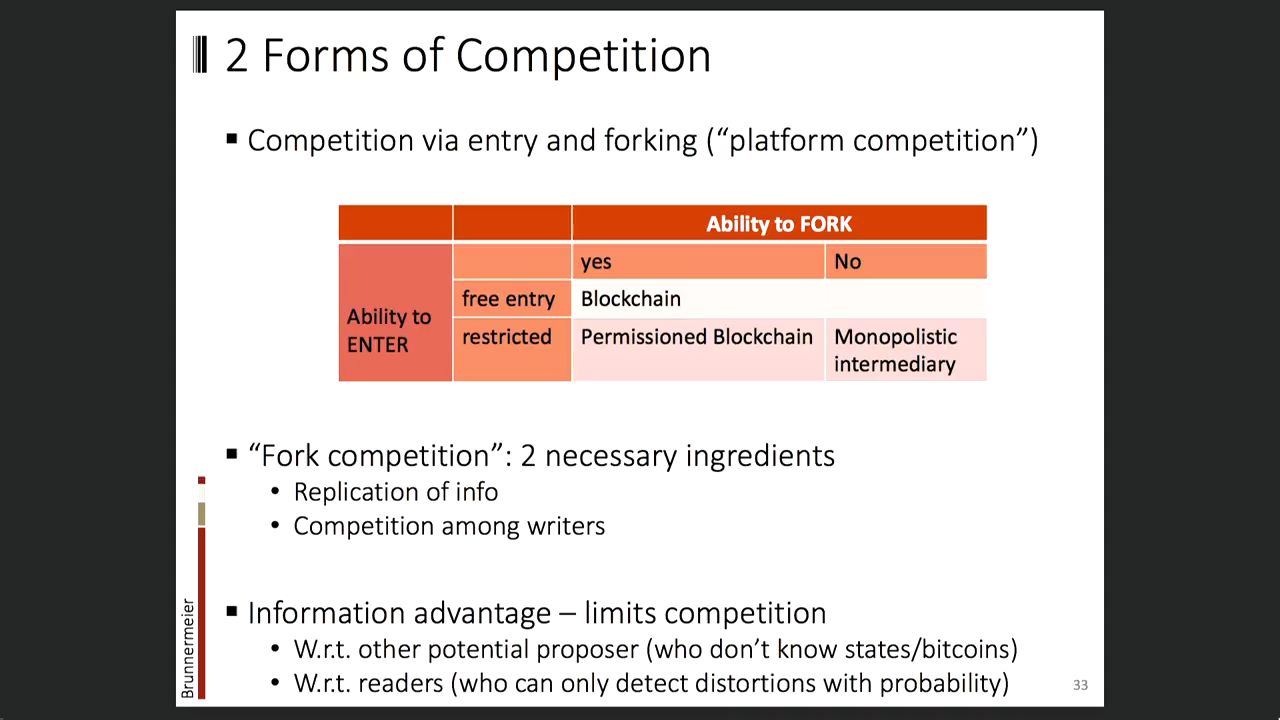 2 Forms of Competition
▪ Competition via entry and forking (“platform competition”)
Ability to FORK
yes No
free entry Blockchain
Ability to ENTER
restricted Permissioned Blockchain Monopolistic intermediary
▪ “Fork competition”: 2 necessary ingredients
• Replication of info
• Competition among writers
▪ Information advantage – limits competition
• W.r.t. other potential proposer (who don’t know states/bitcoins)
• W.r.t. readers (who can only detect distortions with probability)
Brunnermeier
33